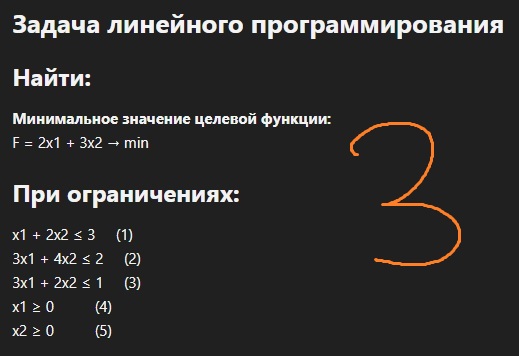 Задача линейного программирования
Найти:
Минимальное значение целевой функции:
F = 2x1 + 3x2 → min
При ограничениях:
x1 + 2x2 ≤ 3 (1)
3x1 + 4x2 ≤ 2 (2)
3x1 + 2x2 ≤ 1 (3)
x1 ≥ 0 (4)
x2 ≥ 0 (5)
3